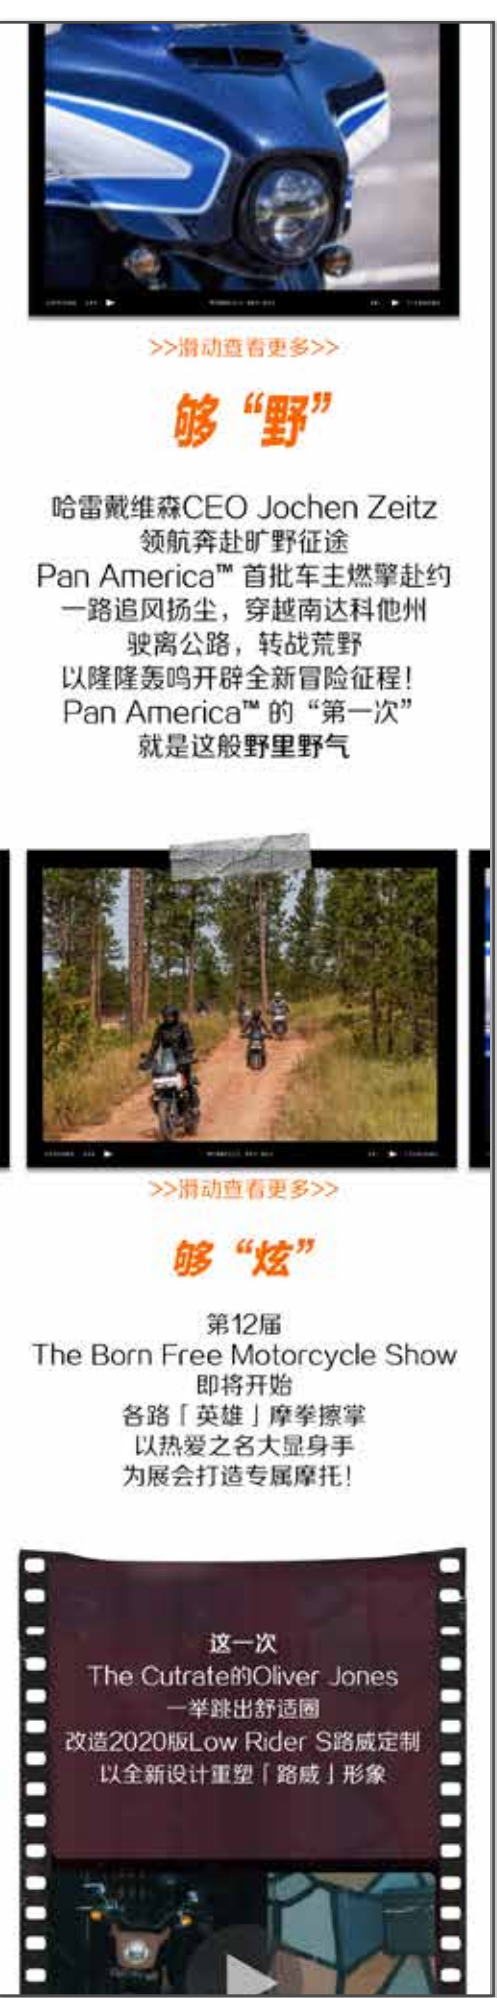 >>滑动查看更多>>
够“野”
哈雷戴维森CEO Jochen Zeitz
领航奔赴旷野征途
Pan America™ 首批车主燃擎赴约
一路追风扬尘，穿越南达科他州
驶离公路，转战荒野
以隆隆轰鸣开辟全新冒险征程！
Pan America™ 的“第一次”
就是这般野里野气
>>滑动查看更多>>
够“炫”
第12届
The Born Free Motorcycle Show
即将开始
各路「英雄」摩拳擦掌
以热爱之名大显身手
为展会打造专属摩托！
这一次
The Cutrate的Oliver Jones
一举跳出舒适圈
改造2020版Low Rider S路威定制
以全新设计重塑「路威」形象